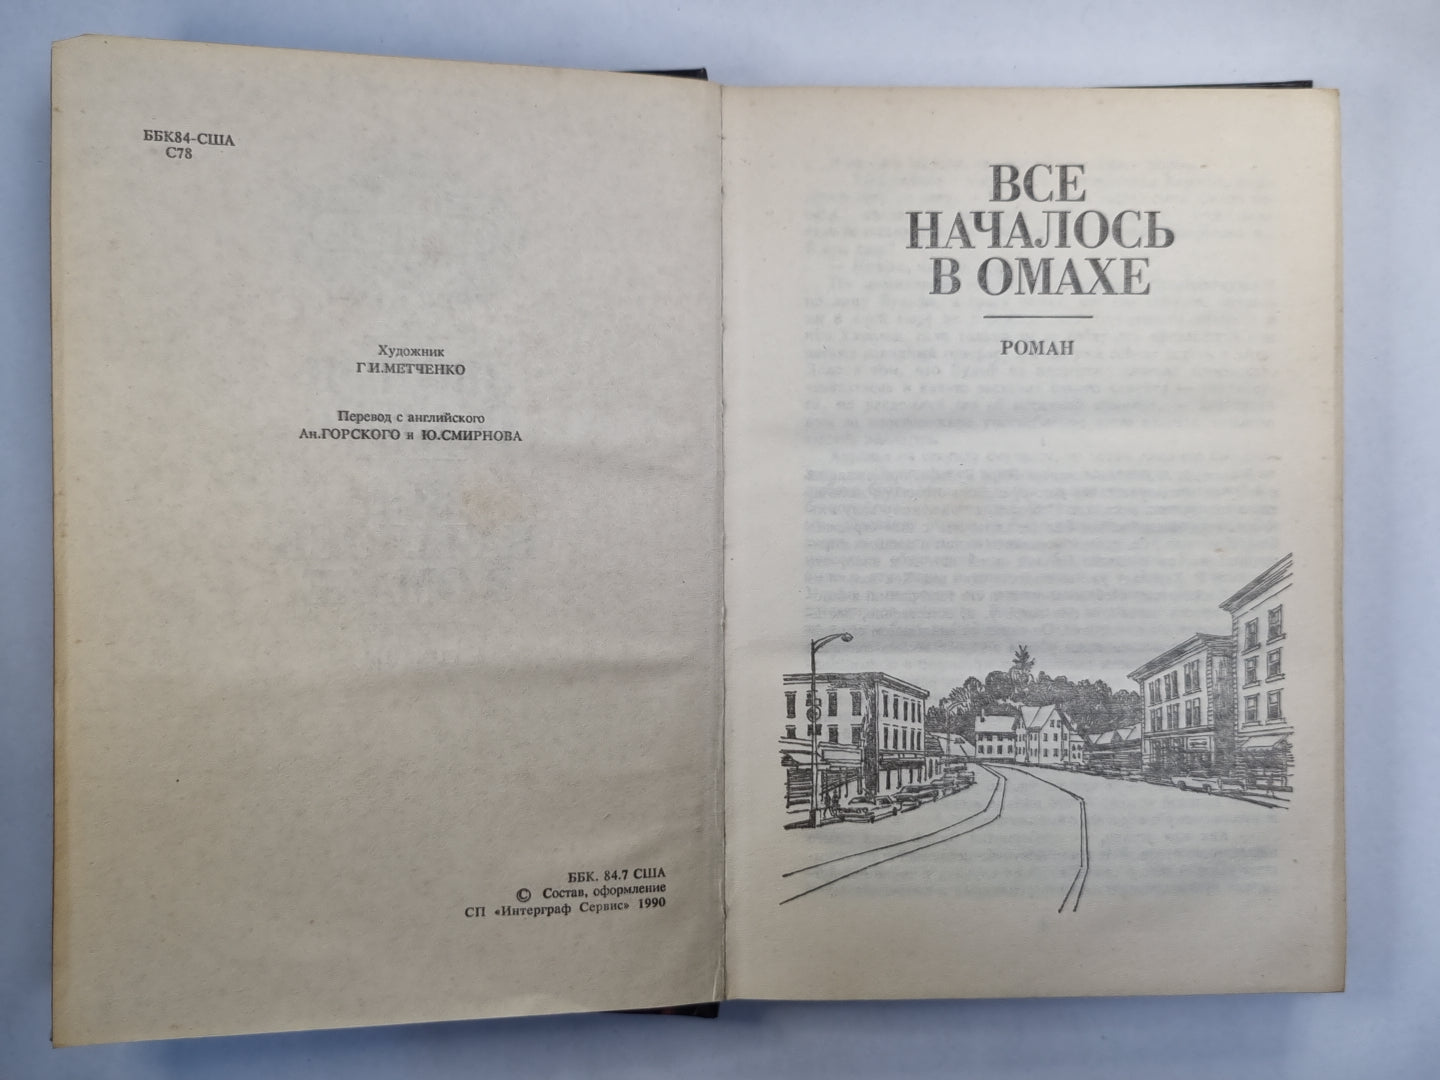 ББК84-США
С78
Художник
Г.И.МЕТЧЕНКО
Перевод с английского
Ан.ГОРСКОГО и Ю.СМИРНОВА
ББК. 84.7 США
© Состав, оформление
СП «Интерграф Сервис» 1990
ВСЕ
НАЧАЛОСЬ
В ОМАХЕ
РОМАН